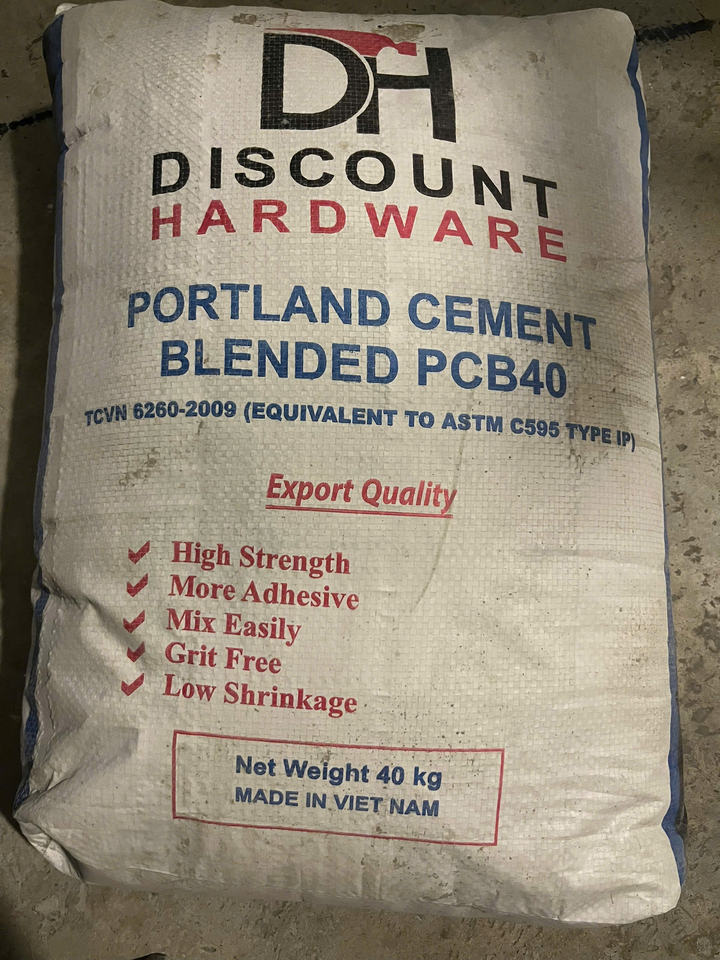 DH
DISCOUNT
HARDWARE
PORTLAND CEMENT
BLENDED PCB40
TCVN 6260-2009 (EQUIVALENT TO ASTM C595 TYPE IP)
Export Quality
High Strength
More Adhesive
Mix Easily
Grit Free
Low Shrinkage
Net Weight 40 kg
MADE IN VIET NAM